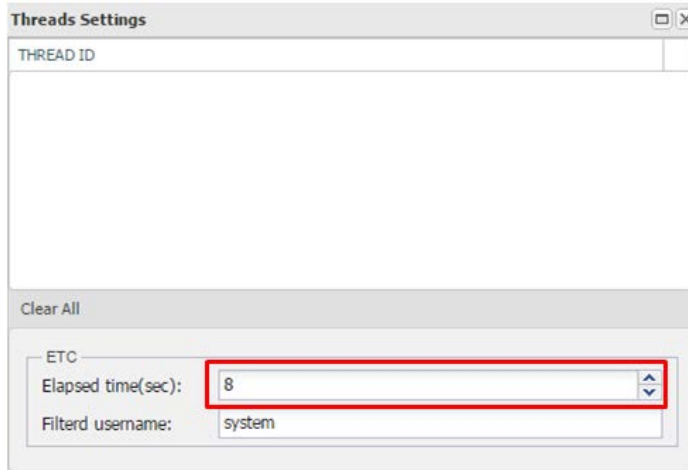 Threads Settings
THREAD ID
Clear All
ETC
Elapsed time(sec): 8
Filterd username: system